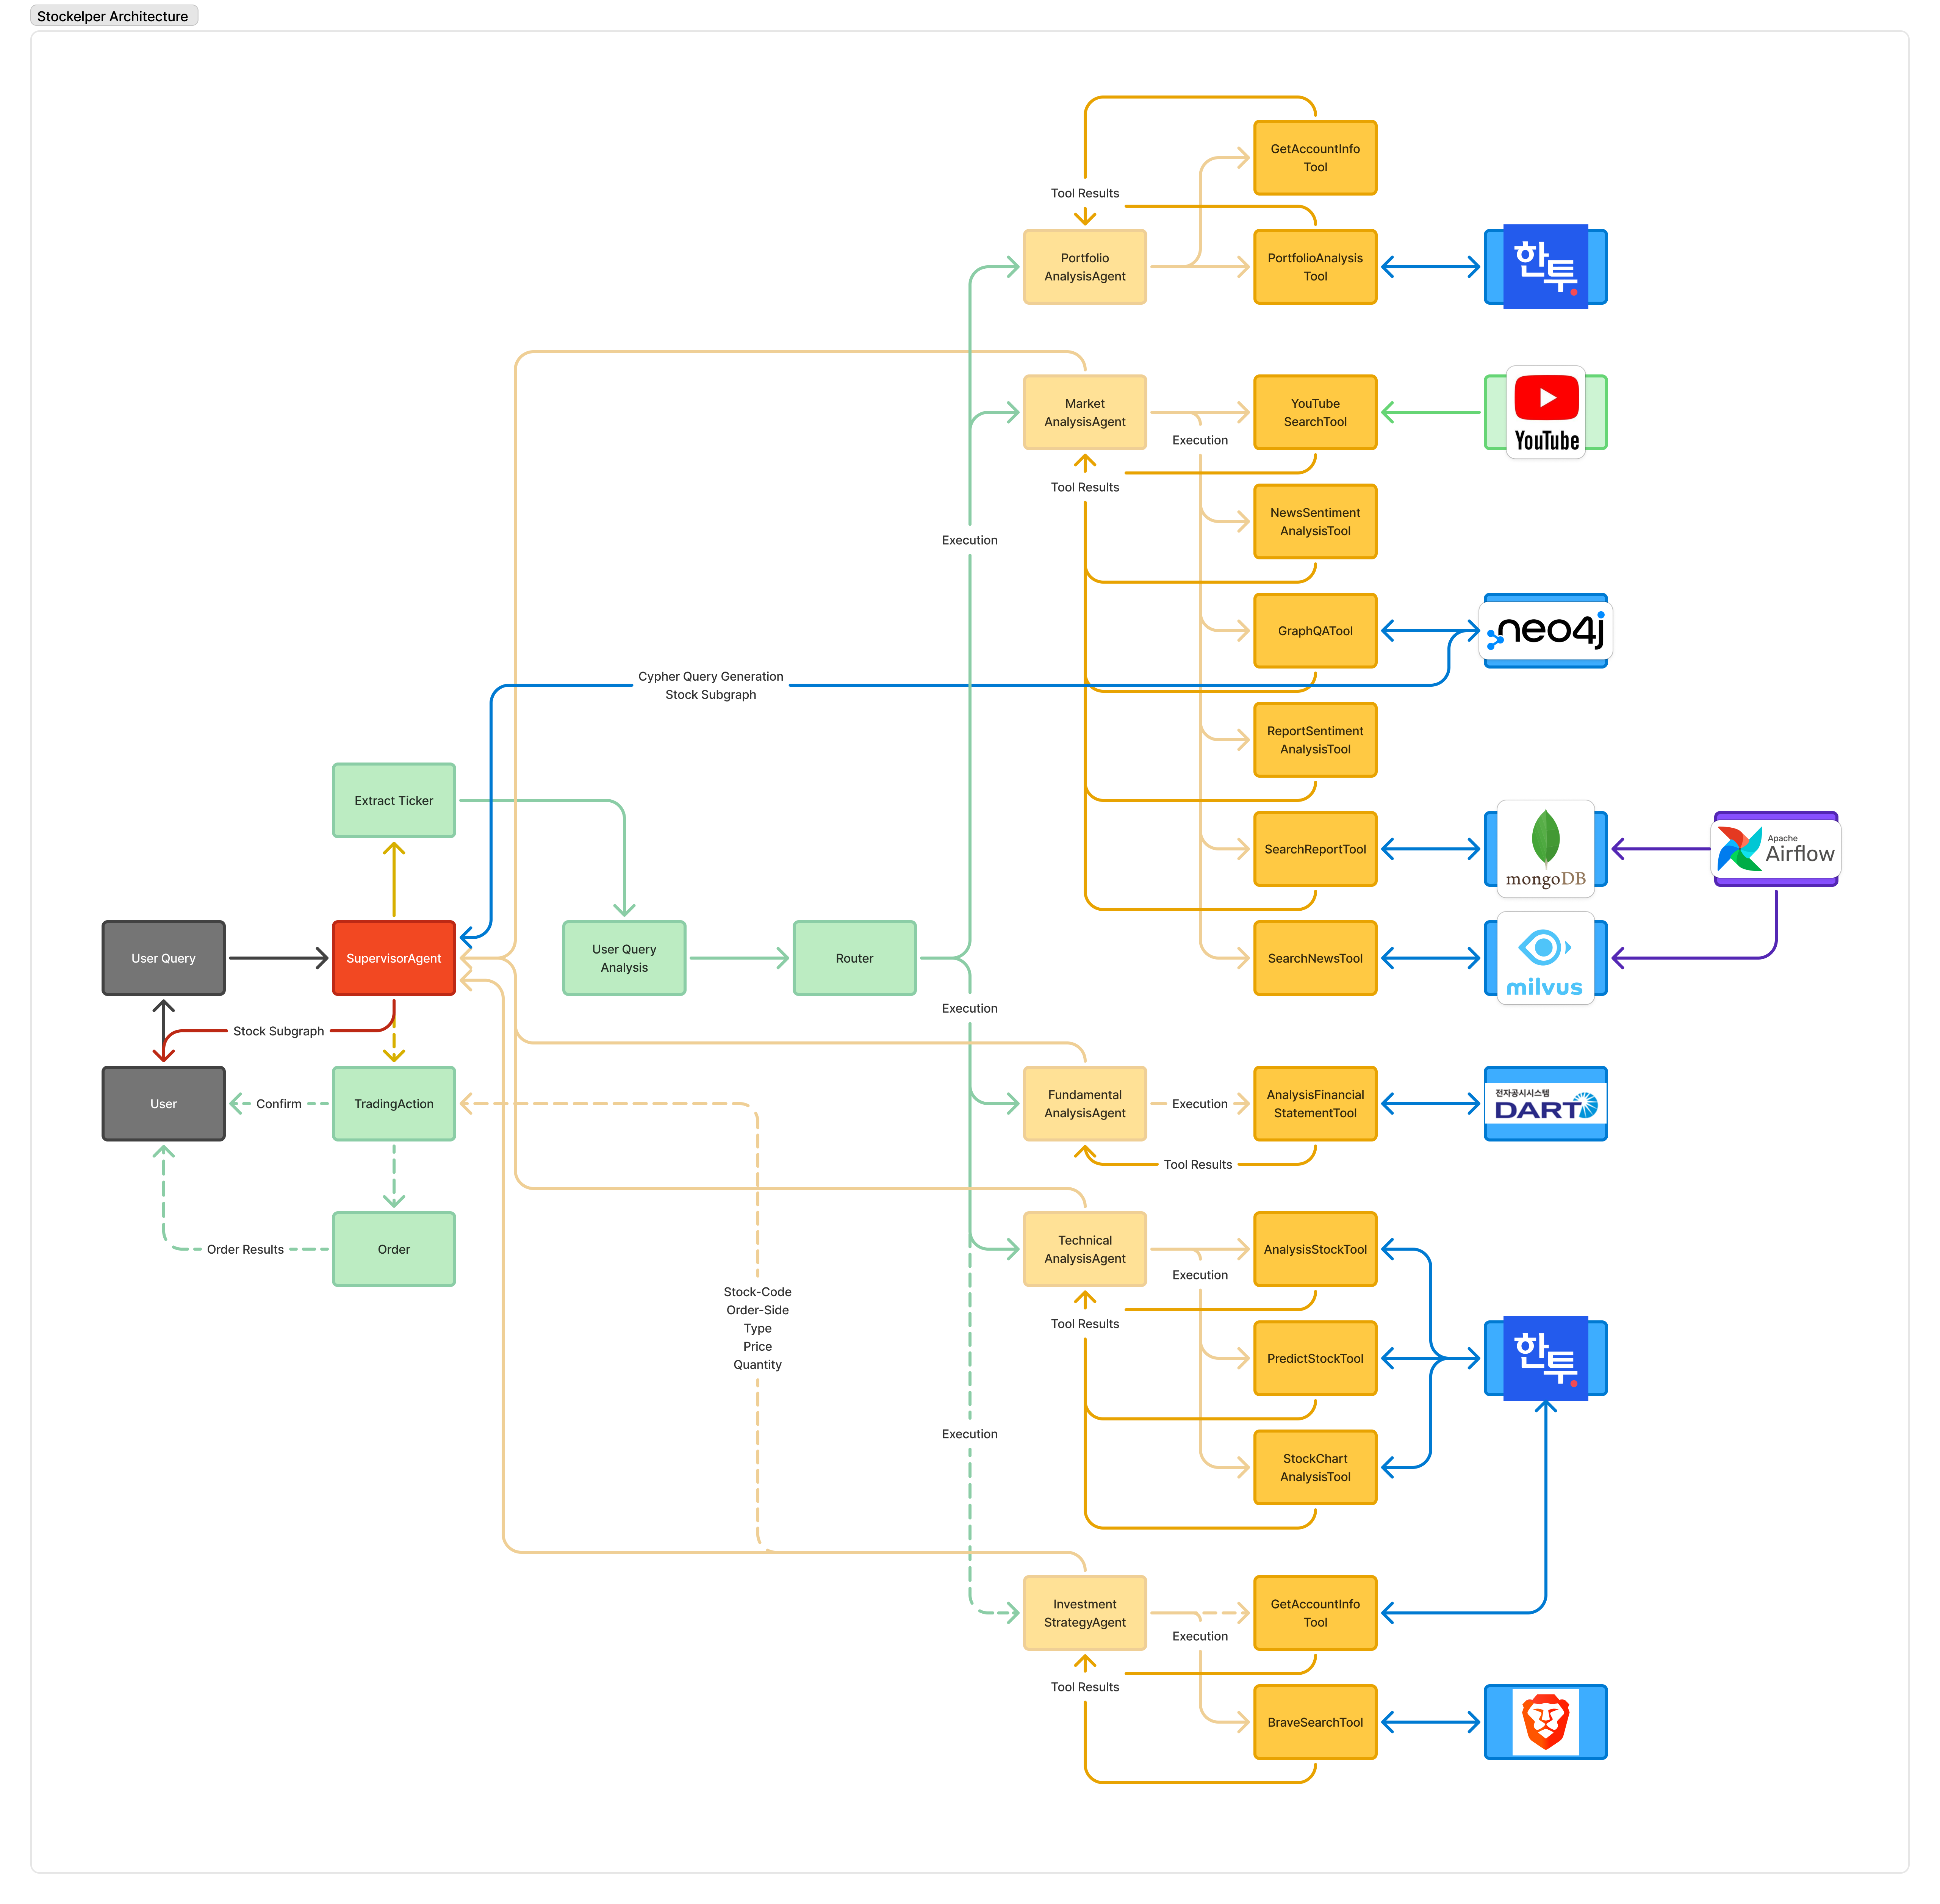 Stockelper Architecture
GetAccountInfo
Tool
Tool Results
Portfolio
AnalysisAgent
PortfolioAnalysis
Tool
한투
Market
AnalysisAgent
YouTube
SearchTool
YouTube
Execution
Tool Results
NewsSentiment
AnalysisTool
Execution
GraphQATool
neo4j
Cypher Query Generation
Stock Subgraph
ReportSentiment
AnalysisTool
Extract Ticker
SearchReportTool
mongoDB
Apache
Airflow
User Query
SupervisorAgent
User Query
Analysis
Router
SearchNewsTool
milvus
Execution
Stock Subgraph
User
Confirm
TradingAction
Fundamental
AnalysisAgent
Execution
AnalysisFinancial
StatementTool
전자공시시스템
DART
Tool Results
Order Results
Order
Technical
AnalysisAgent
AnalysisStockTool
Execution
Stock-Code
Order-Side
Type
Price
Quantity
Tool Results
PredictStockTool
한투
Execution
StockChart
AnalysisTool
Investment
StrategyAgent
GetAccountInfo
Tool
Execution
Tool Results
BraveSearchTool